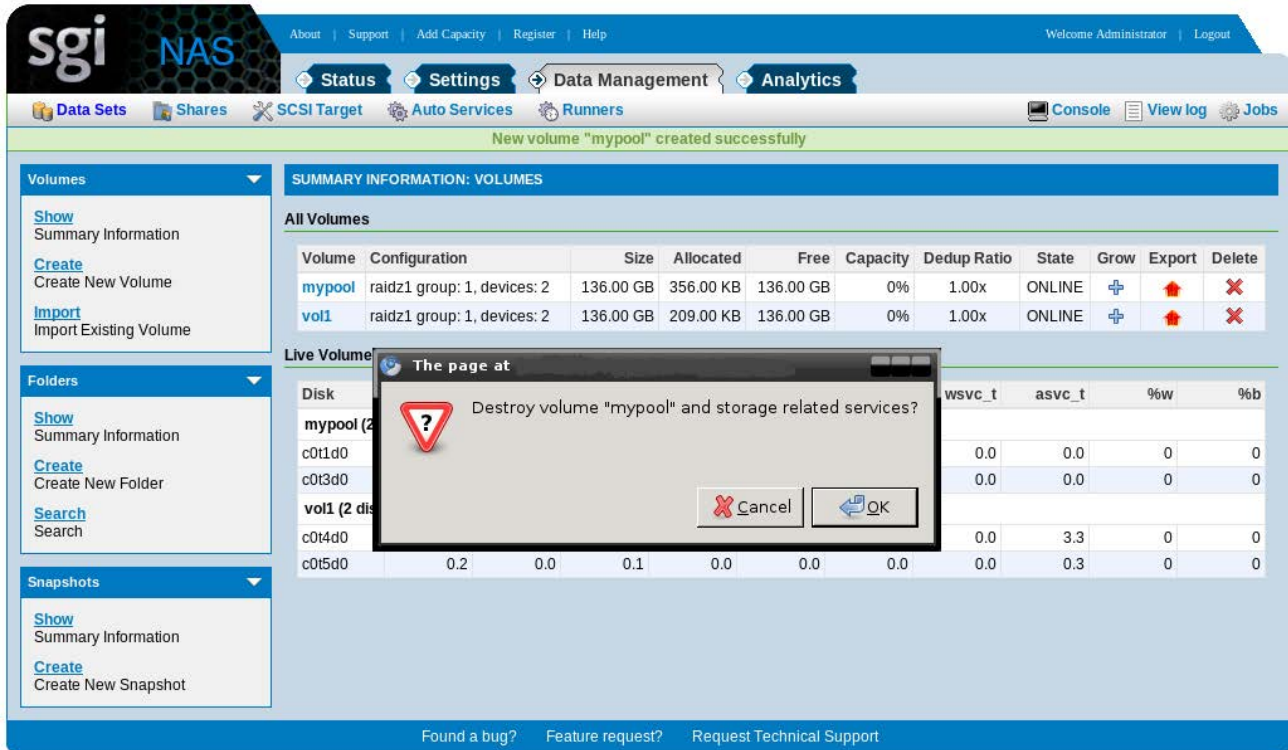 sgi NAS
About | Support | Add Capacity | Register | Help
Welcome Administrator | Logout
Status Settings Data Management Analytics
Data Sets Shares SCSI Target Auto Services Runners
Console View log Jobs
New volume "mypool" created successfully
Volumes
Show
Summary Information
Create
Create New Volume
Import
Import Existing Volume
Folders
Show
Summary Information
Create
Create New Folder
Search
Search
Snapshots
Show
Summary Information
Create
Create New Snapshot
SUMMARY INFORMATION: VOLUMES
All Volumes
Volume Configuration Size Allocated Free Capacity Dedup Ratio State Grow Export Delete
mypool raidz1 group: 1, devices: 2 136.00 GB 356.00 KB 136.00 GB 0% 1.00x ONLINE
vol1 raidz1 group: 1, devices: 2 136.00 GB 209.00 KB 136.00 GB 0% 1.00x ONLINE
Live Volume
The page at
Destroy volume "mypool" and storage related services?
? 
Cancel OK
Disk wsvc_t asvc_t %w %b
mypool (2
c0t1d0 0.0 0.0 0 0
c0t3d0 0.0 0.0 0 0
vol1 (2 dis
c0t4d0 0.0 3.3 0 0
c0t5d0 0.2 0.0 0.1 0.0 0.0 0.0 0.0 0.3 0 0
Found a bug? Feature request? Request Technical Support